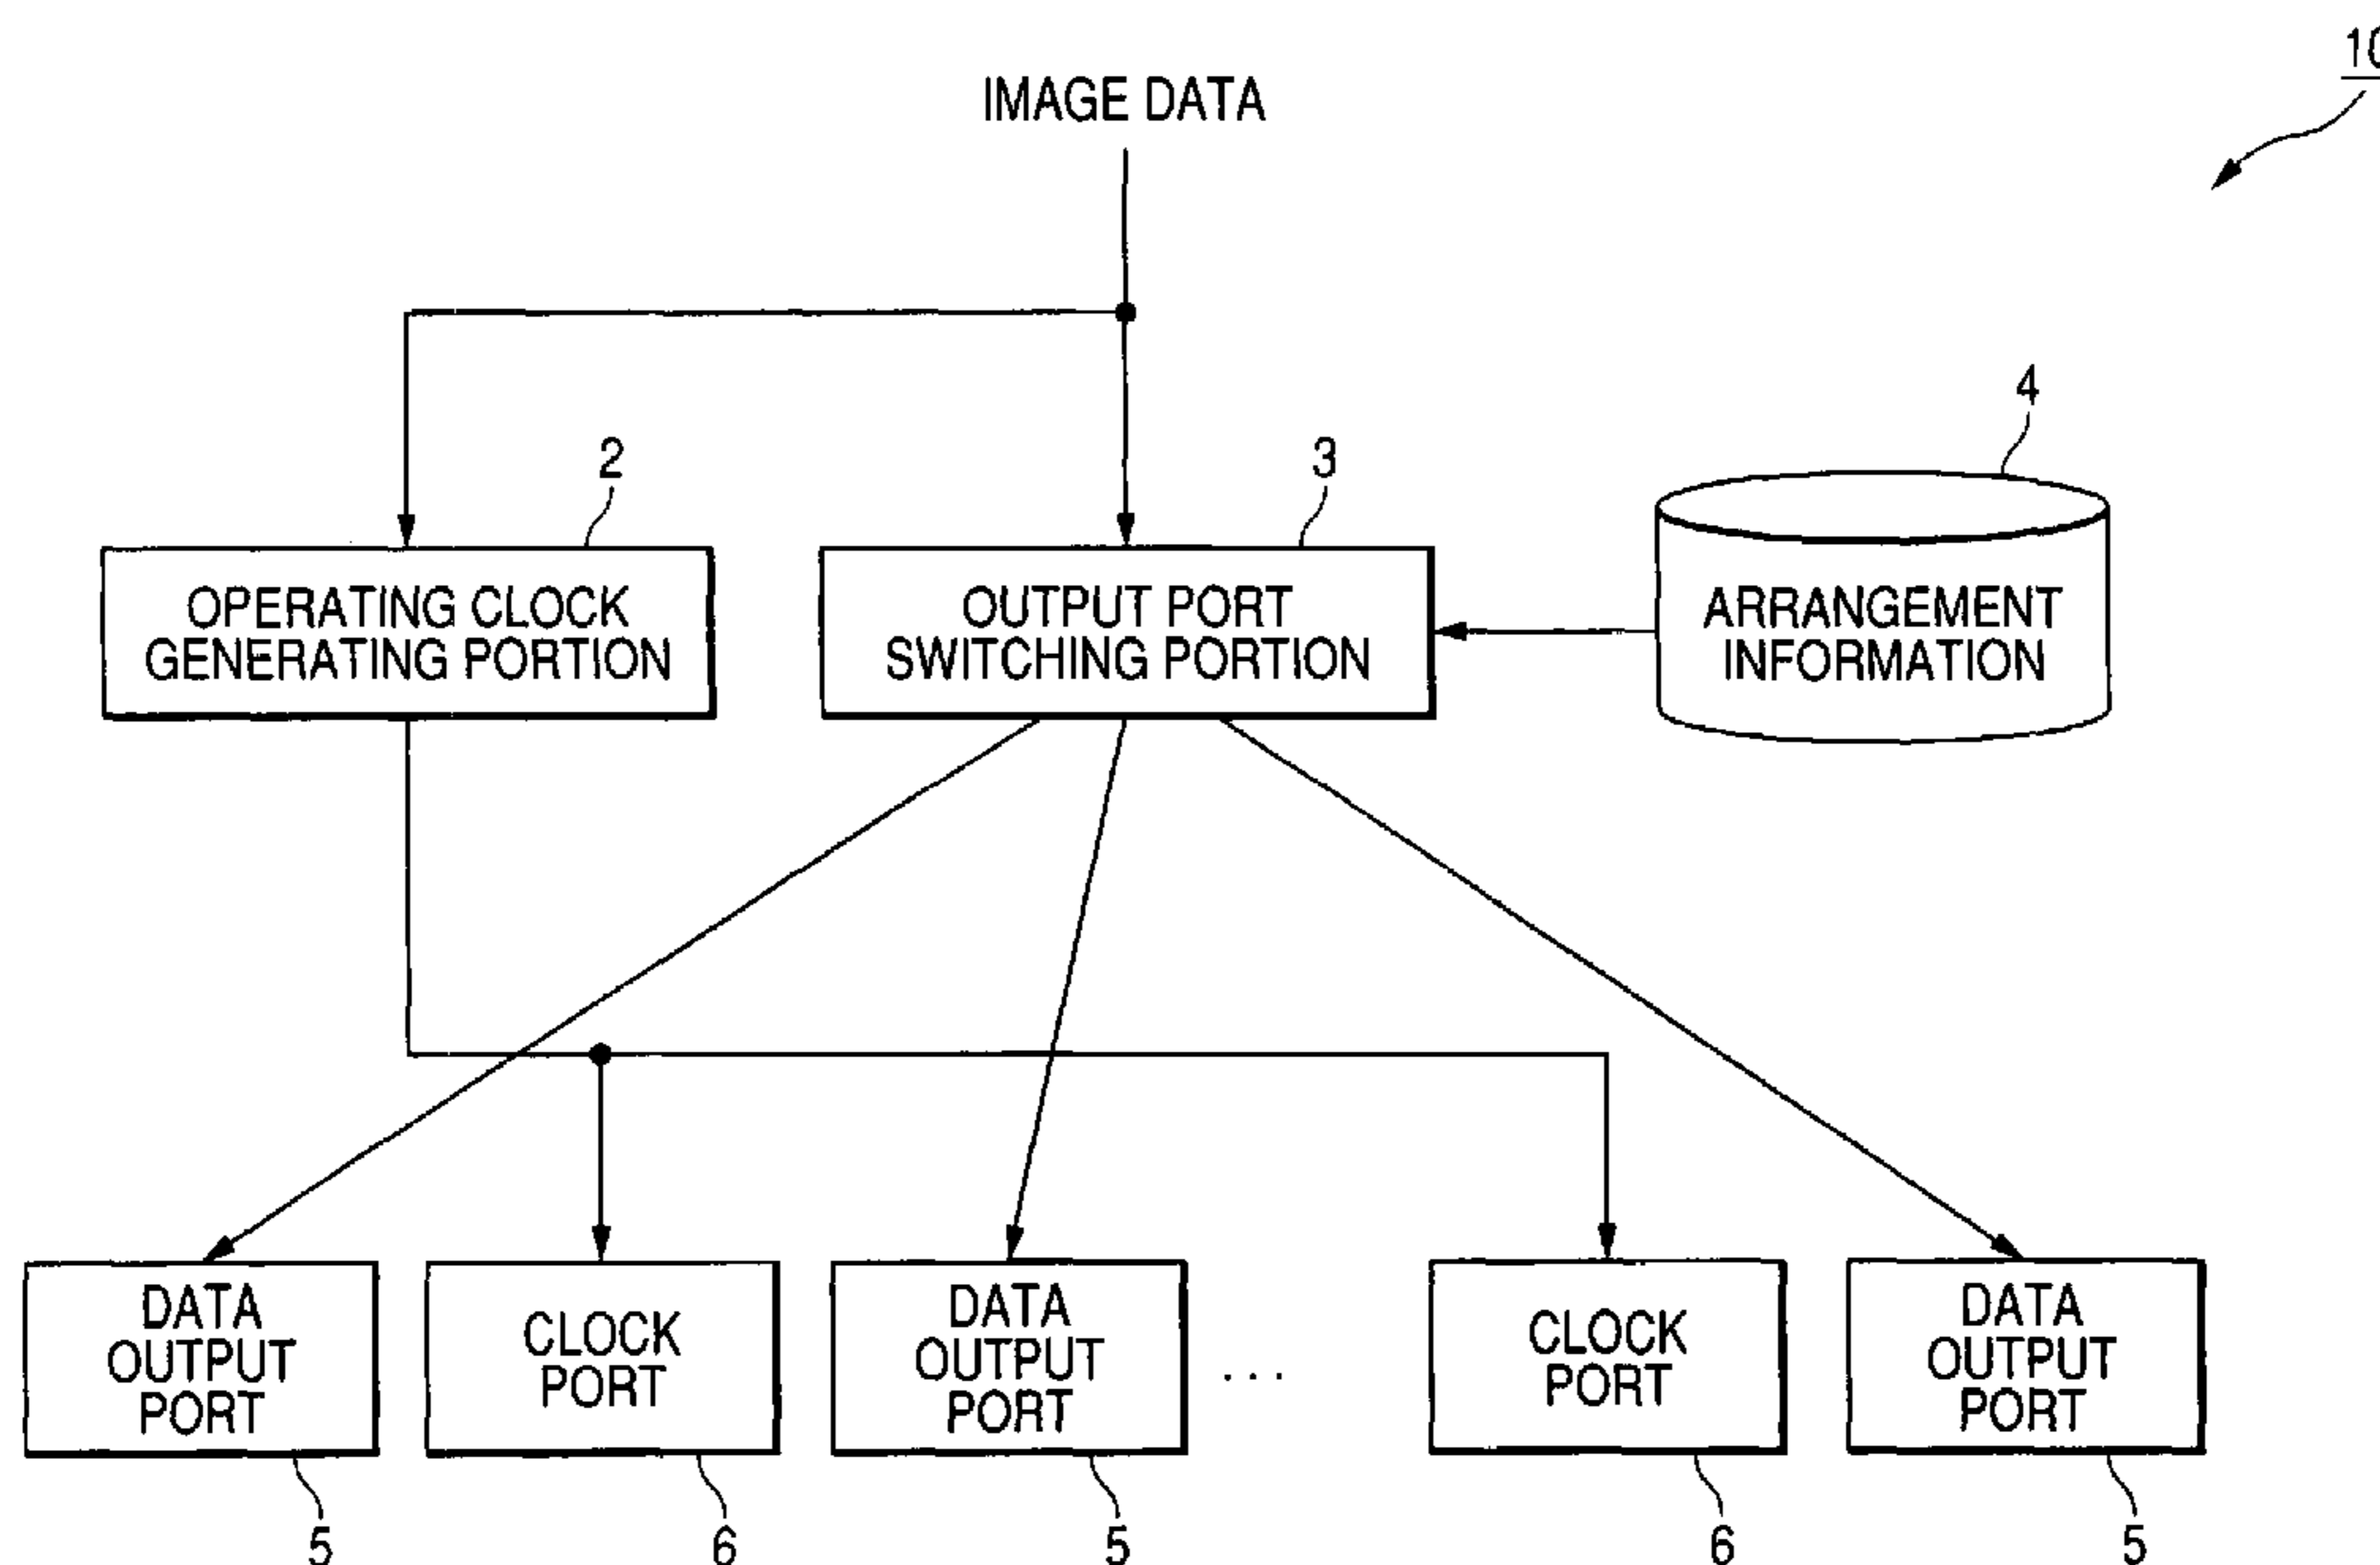 10
IMAGE DATA
4
2
3
OPERATING CLOCK
GENERATING PORTION
OUTPUT PORT
SWITCHING PORTION
ARRANGEMENT
INFORMATION
DATA
OUTPUT
PORT
CLOCK
PORT
DATA
OUTPUT
PORT
...
CLOCK
PORT
DATA
OUTPUT
PORT
5
6
5
6
5